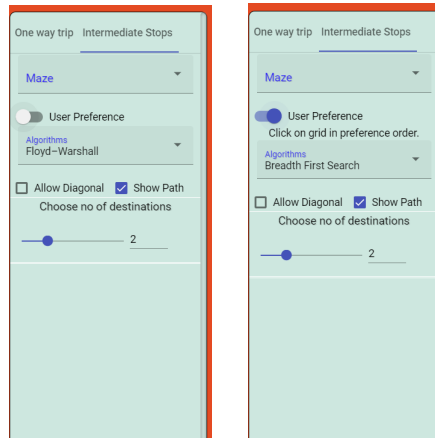 One way trip Intermediate Stops
Maze
User Preference
Algorithms
Floyd–Warshall
Allow Diagonal Show Path
Choose no of destinations
2
One way trip Intermediate Stops
Maze
User Preference
Click on grid in preference order.
Algorithms
Breadth First Search
Allow Diagonal Show Path
Choose no of destinations
2